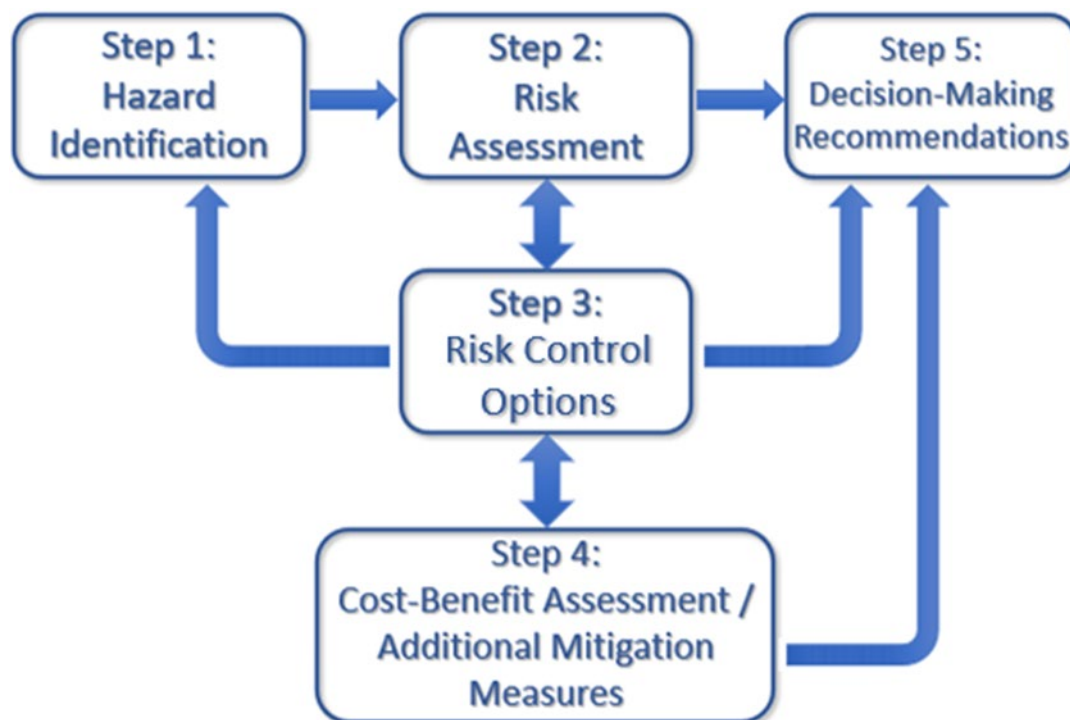 Step 1:
Hazard
Identification
Step 2:
Risk
Assessment
Step 5:
Decision-Making
Recommendations
Step 3:
Risk Control
Options
Step 4:
Cost-Benefit Assessment /
Additional Mitigation
Measures